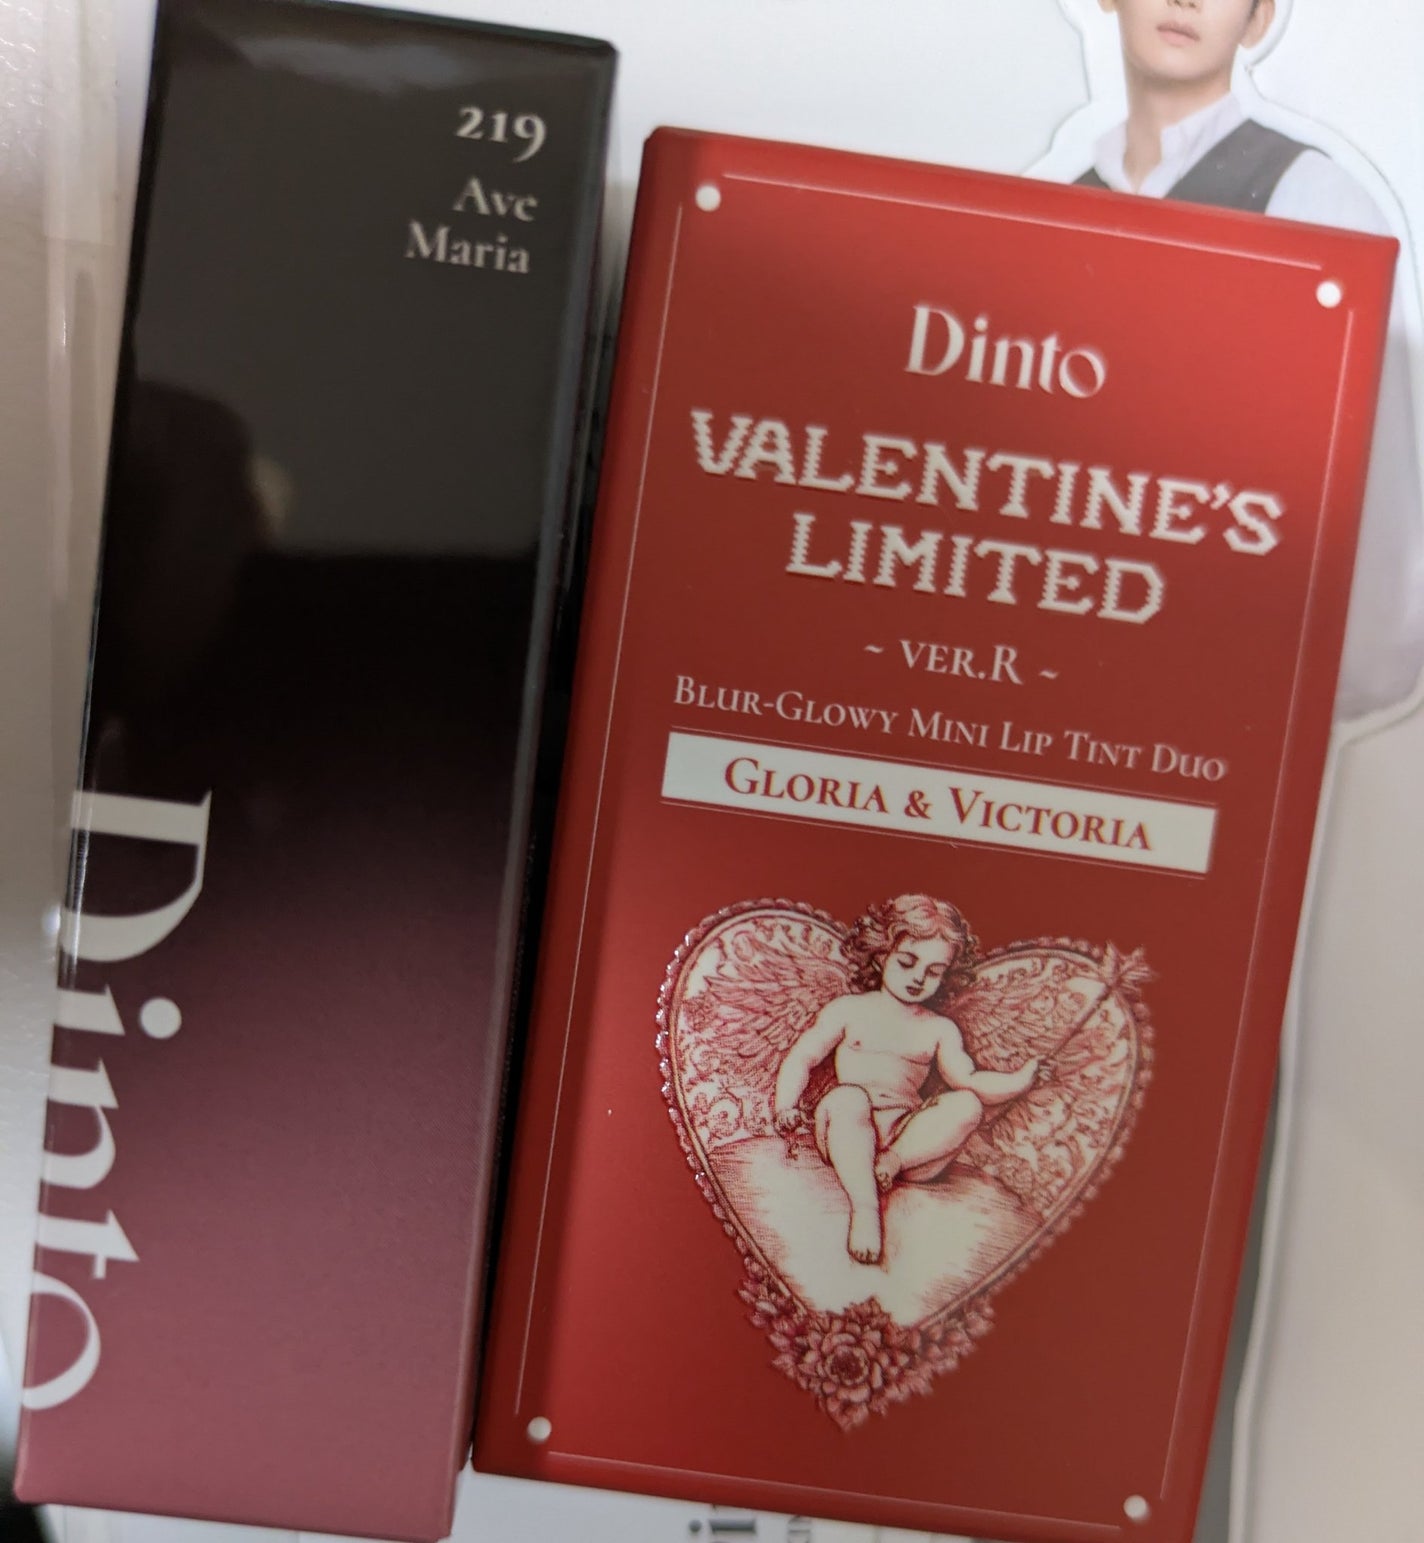 219
Ave
Maria
Dinto
Dinto
VALENTINE'S
LIMITED
~ VER.R ~
BLUR-GLOWY MINI LIP TINT DUO
GLORIA & VICTORIA